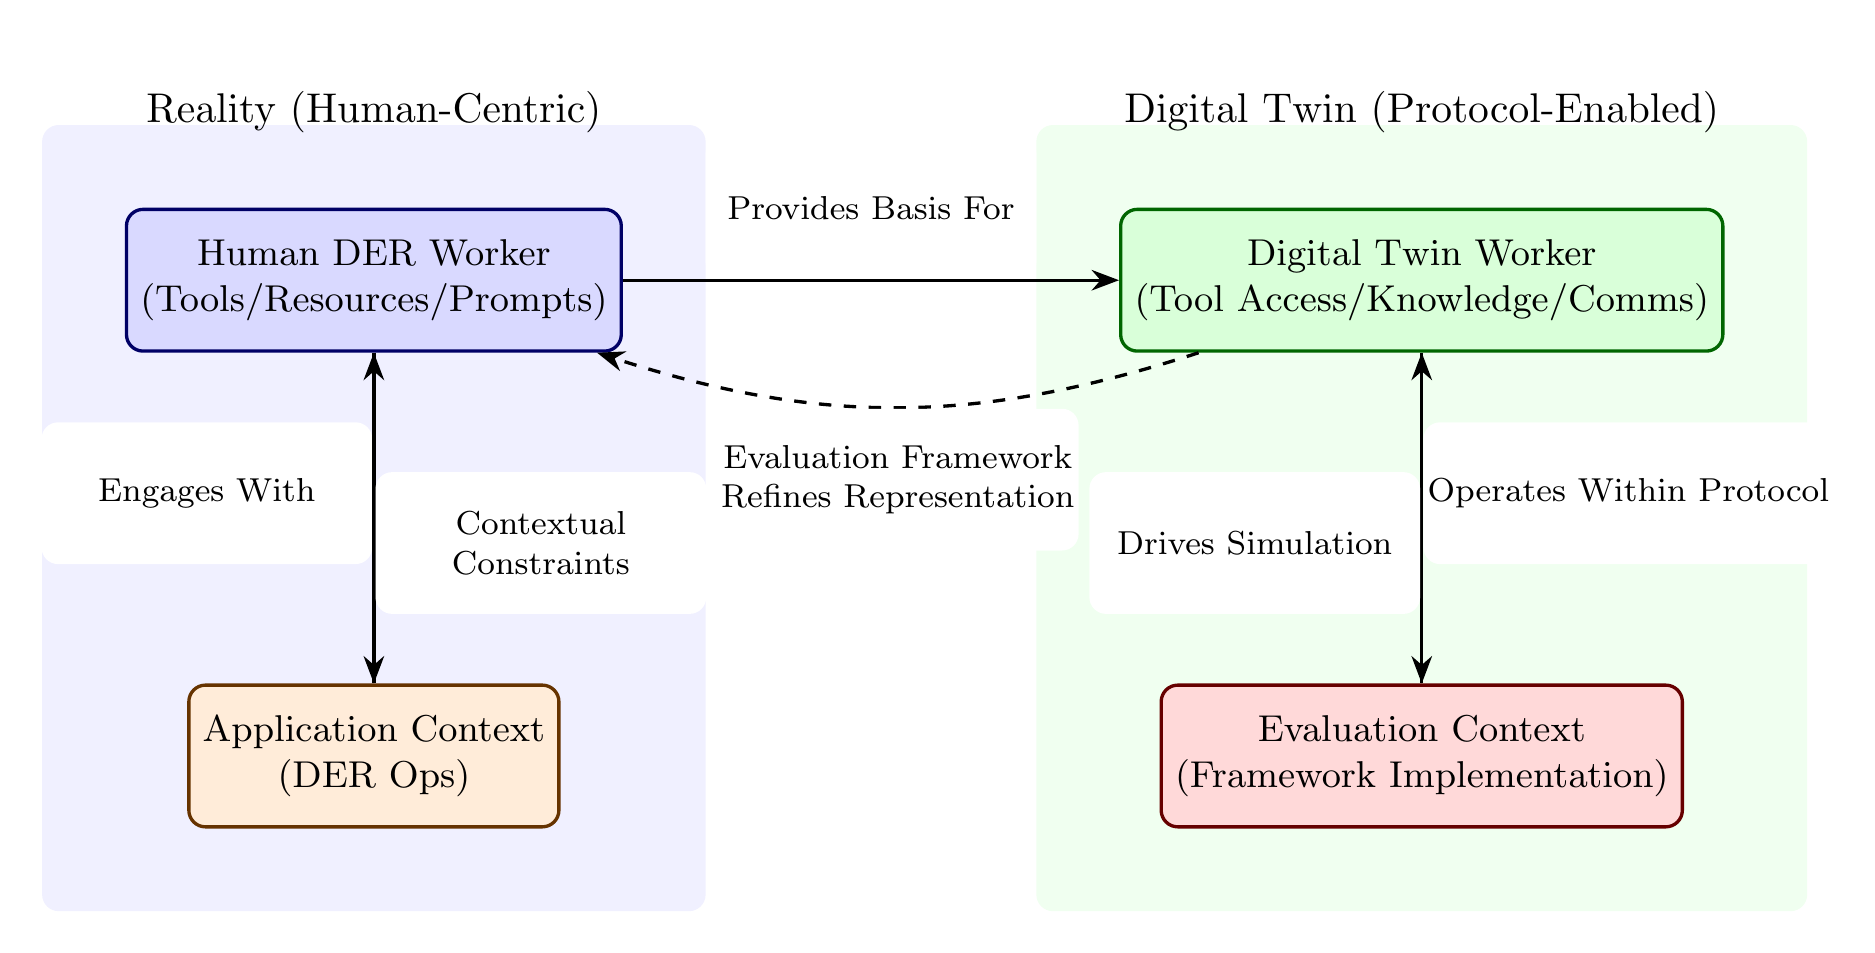 Reality (Human-Centric)
Digital Twin (Protocol-Enabled)
Provides Basis For
Human DER Worker
(Tools/Resources/Prompts)
Digital Twin Worker
(Tool Access/Knowledge/Comms)
Engages With
Contextual
Constraints
Evaluation Framework
Refines Representation
Drives Simulation
Operates Within Protocol
Application Context
(DER Ops)
Evaluation Context
(Framework Implementation)